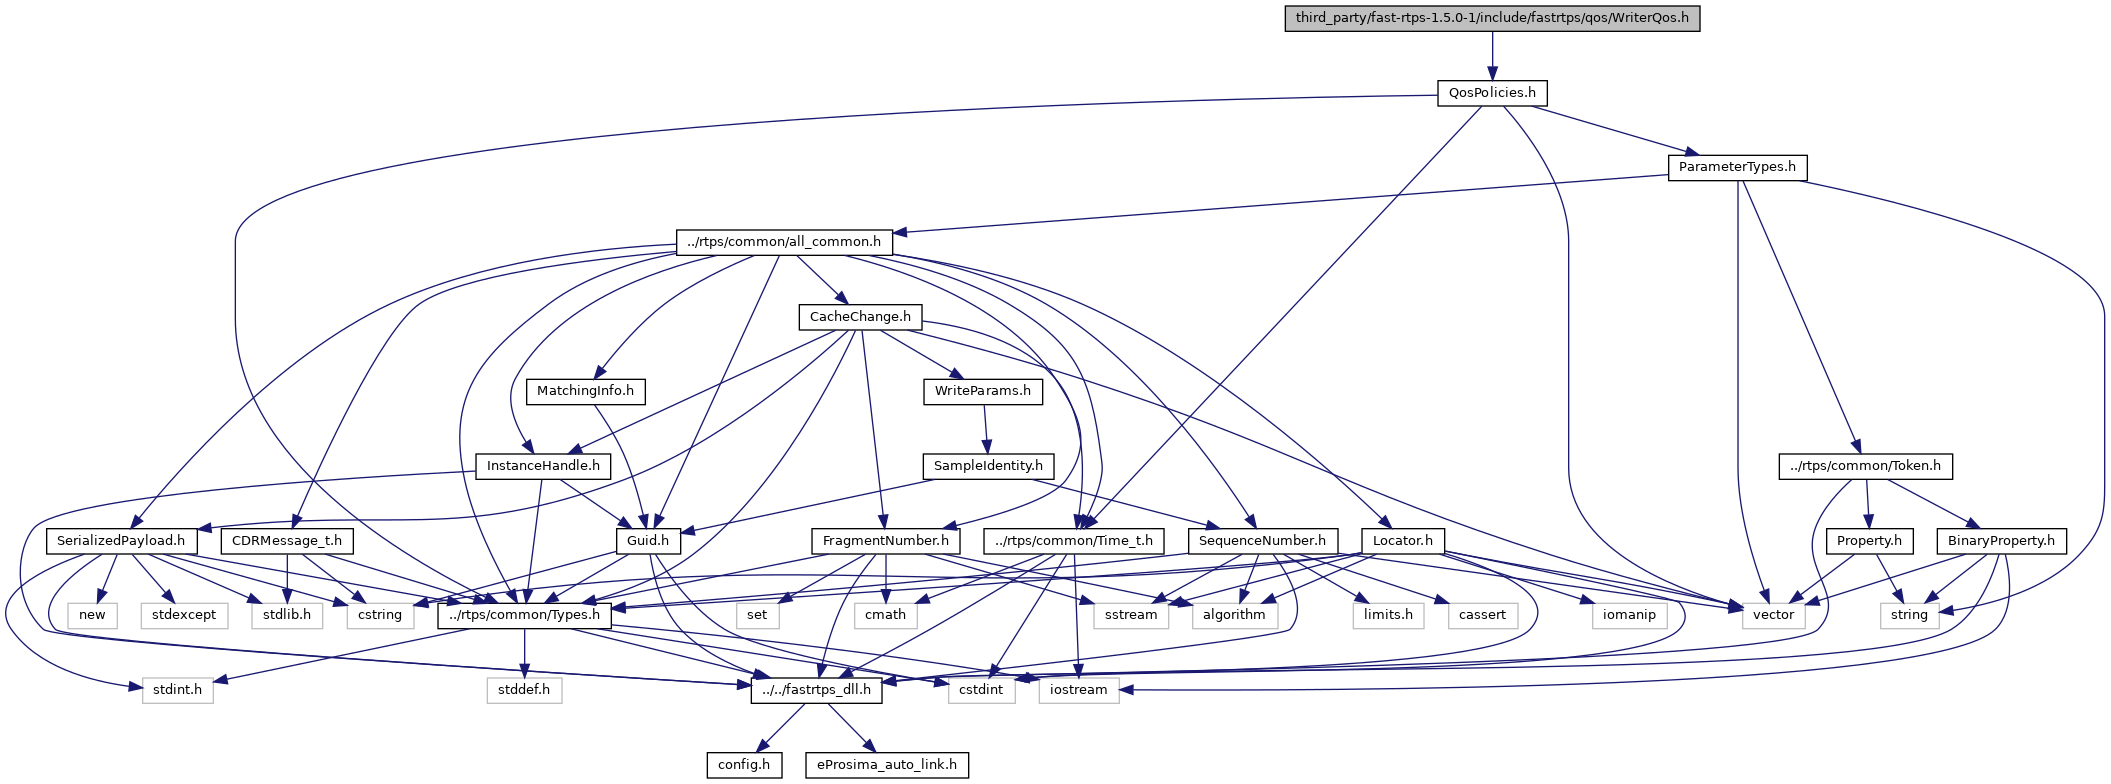 third_party/fast-rtps-1.5.0-1/include/fastrtps/qos/WriterQos.h
QosPolicies.h
ParameterTypes.h
../rtps/common/all_common.h
CacheChange.h
MatchingInfo.h
WriteParams.h
InstanceHandle.h
SampleIdentity.h
../rtps/common/Token.h
SerializedPayload.h
CDRMessage_t.h
Guid.h
FragmentNumber.h
../rtps/common/Time_t.h
SequenceNumber.h
Locator.h
Property.h
BinaryProperty.h
new
stdexcept
stdlib.h
cstring
../rtps/common/Types.h
set
cmath
sstream
algorithm
limits.h
cassert
iomanip
vector
string
stdint.h
stddef.h
../../fastrtps_dll.h
cstdint
iostream
config.h
eProsima_auto_link.h